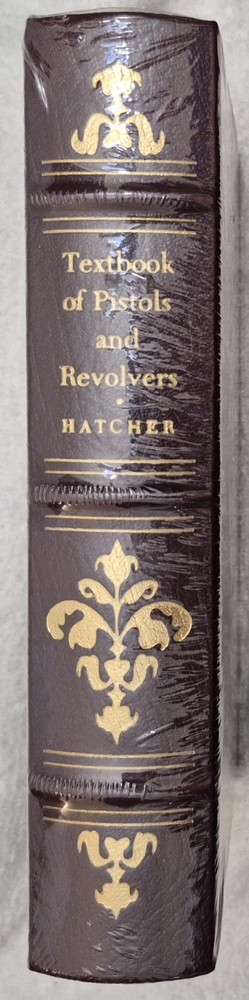 Textbook
of Pistols
and
Revolvers
•
HATCHER